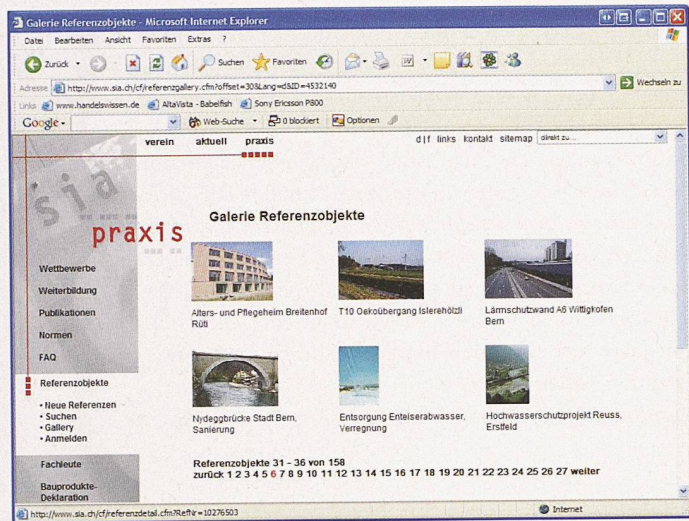 Galerie Referenzobjekte - Microsoft Internet Explorer
Datei Bearbeiten Ansicht Favoriten Extras ?
Zurück Suchen Favoriten
Adresse http://www.sia.ch/cf/referenzgallery.cfm?offset=30&Lang=d&ID=4532140 Wechseln zu
Links www.handelswissen.de AltaVista - Babelfish Sony Ericsson P800
Google Web-Suche 0 blockiert Optionen
verein aktuell praxis d|f links kontakt sitemap direkt zu...
sia
praxis
Galerie Referenzobjekte
Wettbewerbe
Weiterbildung
Publikationen
Normen
FAQ
Referenzobjekte
• Neue Referenzen
• Suchen
• Gallery
• Anmelden
Fachleute
Bauprodukte-
Deklaration
Alters- und Pflegeheim Breitenhof
Rüti
T10 Oekoübergang Islerehölzli
Lärmschutzwand A6 Wittigkofen
Bern
Nydeggbrücke Stadt Bern,
Sanierung
Entsorgung Enteiserabwasser,
Verregnung
Hochwasserschutzprojekt Reuss,
Erstfeld
Referenzobjekte 31 - 36 von 158
zurück 1 2 3 4 5 6 7 8 9 10 11 12 13 14 15 16 17 18 19 20 21 22 23 24 25 26 27 weiter
http://www.sia.ch/cf/referenzdetail.cfm?RefNr=10276503 Internet